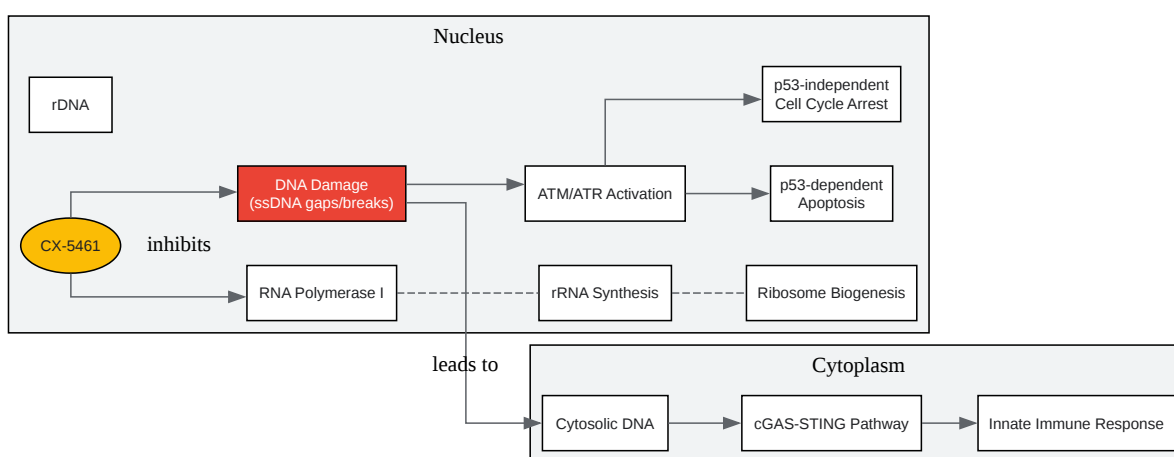 Nucleus
rDNA
p53-independent
Cell Cycle Arrest
DNA Damage
(ssDNA gaps/breaks)
ATM/ATR Activation
p53-dependent
Apoptosis
CX-5461
inhibits
RNA Polymerase I
rRNA Synthesis
Ribosome Biogenesis
leads to
Cytoplasm
Cytosolic DNA
cGAS-STING Pathway
Innate Immune Response